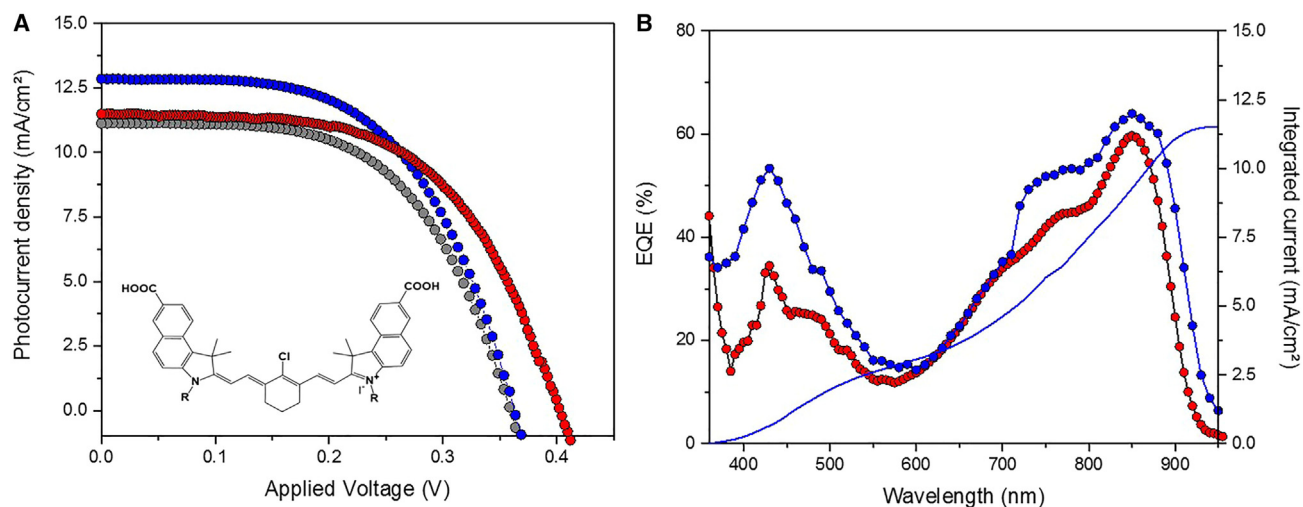 A
Photocurrent density (mA/cm²)
15.0
12.5
10.0
7.5
5.0
2.5
0.0
HOOC
COOH
Cl
N
R
N+
I-
R
0.0 0.1 0.2 0.3 0.4
Applied Voltage (V)
B
EQE (%)
80
60
40
20
0
400 500 600 700 800 900
Wavelength (nm)
15.0
12.5
10.0
7.5
5.0
2.5
0.0
Integrated current (mA/cm²)